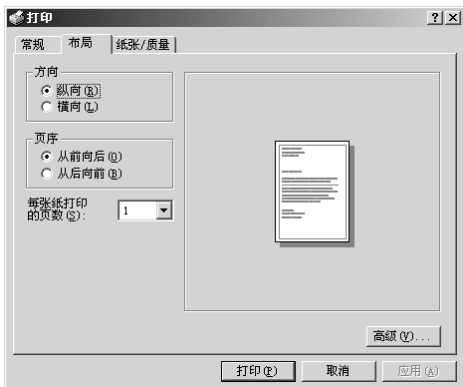 打印
常规 布局 纸张/质量
方向
纵向(R)
横向(L)
页序
从前向后(O)
从后向前(B)
每张纸打印
的页数(S):
1
高级(V)...
打印(P) 取消 应用(A)